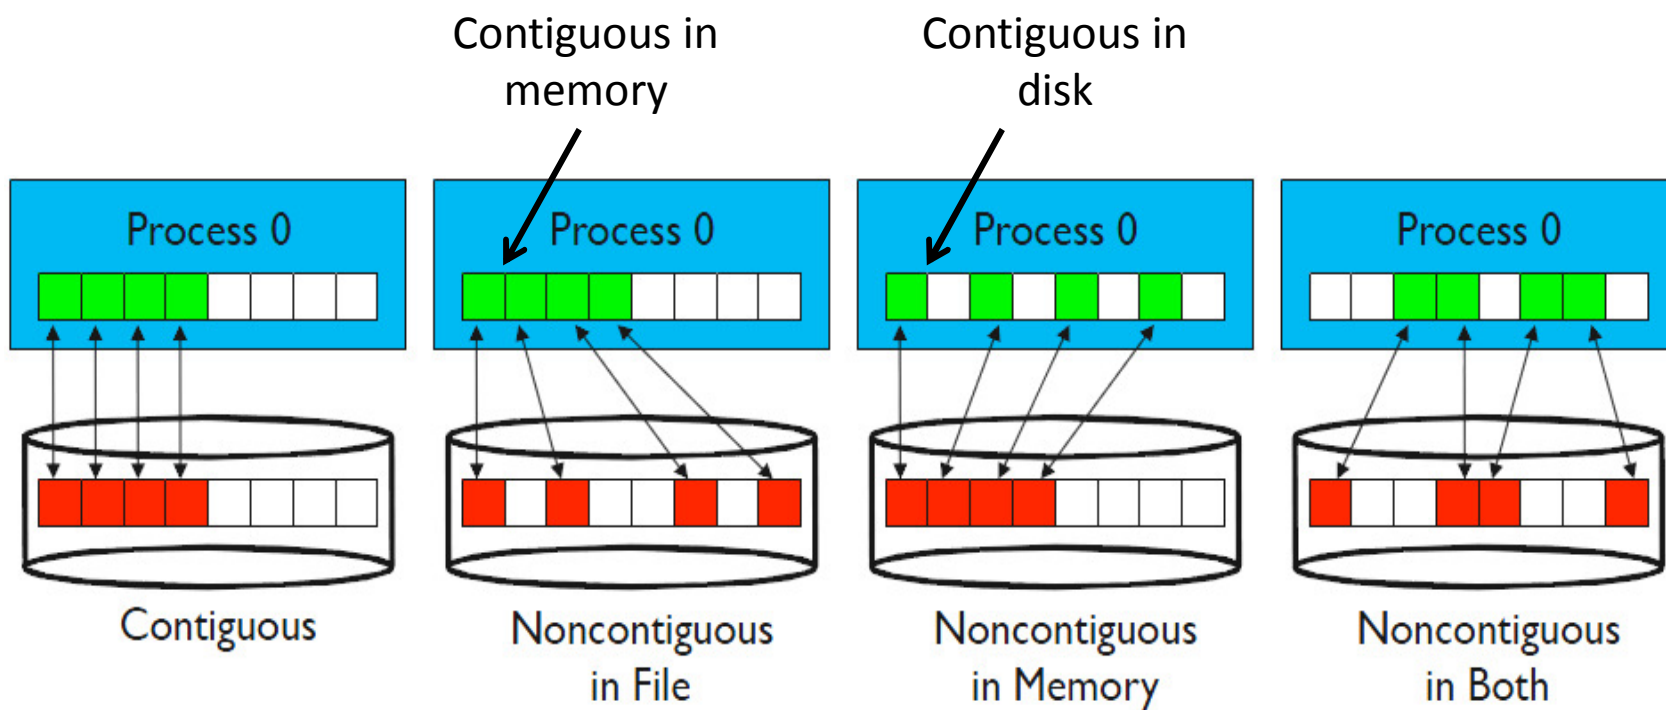 Contiguous in
memory
Contiguous in
disk
Process 0
Process 0
Process 0
Process 0
Contiguous
Noncontiguous
in File
Noncontiguous
in Memory
Noncontiguous
in Both